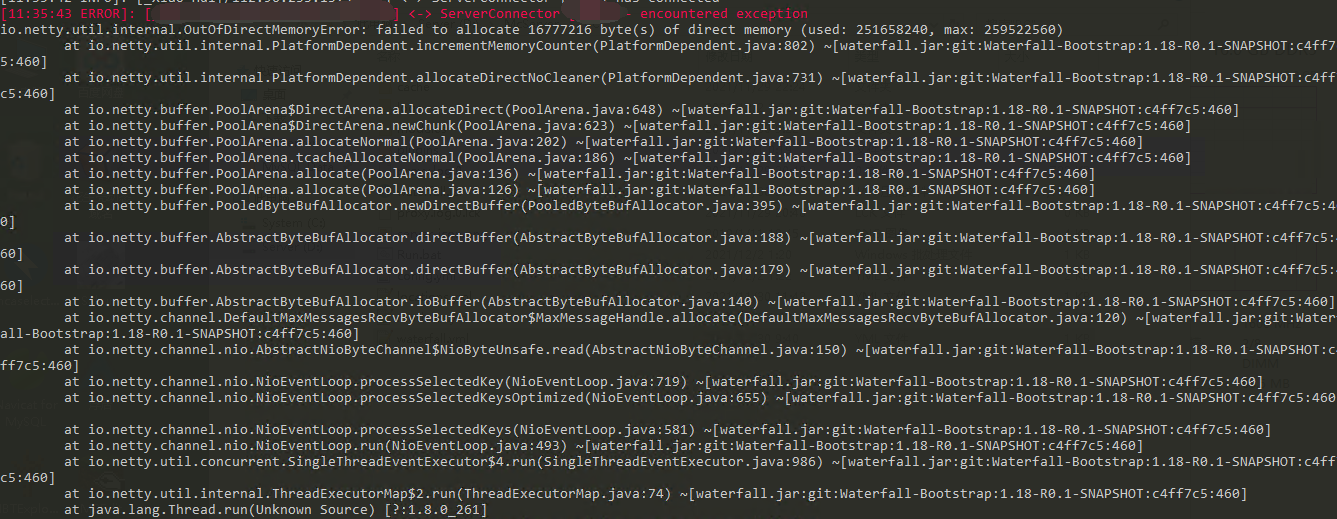 [11:35:43 ERROR]: [ ] <-> ServerConnector - encountered exception
io.netty.util.internal.OutOfDirectMemoryError: failed to allocate 16777216 byte(s) of direct memory (used: 251658240, max: 259522560)
at io.netty.util.internal.PlatformDependent.incrementMemoryCounter(PlatformDependent.java:802) ~[waterfall.jar:git:Waterfall-Bootstrap:1.18-R0.1-SNAPSHOT:c4ff7c
5:460]
at io.netty.util.internal.PlatformDependent.allocateDirectNoCleaner(PlatformDependent.java:731) ~[waterfall.jar:git:Waterfall-Bootstrap:1.18-R0.1-SNAPSHOT:c4ff7
c5:460]
at io.netty.buffer.PoolArena$DirectArena.allocateDirect(PoolArena.java:648) ~[waterfall.jar:git:Waterfall-Bootstrap:1.18-R0.1-SNAPSHOT:c4ff7c5:460]
at io.netty.buffer.PoolArena$DirectArena.newChunk(PoolArena.java:623) ~[waterfall.jar:git:Waterfall-Bootstrap:1.18-R0.1-SNAPSHOT:c4ff7c5:460]
at io.netty.buffer.PoolArena.allocateNormal(PoolArena.java:202) ~[waterfall.jar:git:Waterfall-Bootstrap:1.18-R0.1-SNAPSHOT:c4ff7c5:460]
at io.netty.buffer.PoolArena.tcacheAllocateNormal(PoolArena.java:186) ~[waterfall.jar:git:Waterfall-Bootstrap:1.18-R0.1-SNAPSHOT:c4ff7c5:460]
at io.netty.buffer.PoolArena.allocate(PoolArena.java:136) ~[waterfall.jar:git:Waterfall-Bootstrap:1.18-R0.1-SNAPSHOT:c4ff7c5:460]
at io.netty.buffer.PoolArena.allocate(PoolArena.java:126) ~[waterfall.jar:git:Waterfall-Bootstrap:1.18-R0.1-SNAPSHOT:c4ff7c5:460]
at io.netty.buffer.PooledByteBufAllocator.newDirectBuffer(PooledByteBufAllocator.java:395) ~[waterfall.jar:git:Waterfall-Bootstrap:1.18-R0.1-SNAPSHOT:c4ff7c5:46
0]
at io.netty.buffer.AbstractByteBufAllocator.directBuffer(AbstractByteBufAllocator.java:188) ~[waterfall.jar:git:Waterfall-Bootstrap:1.18-R0.1-SNAPSHOT:c4ff7c5:4
60]
at io.netty.buffer.AbstractByteBufAllocator.directBuffer(AbstractByteBufAllocator.java:179) ~[waterfall.jar:git:Waterfall-Bootstrap:1.18-R0.1-SNAPSHOT:c4ff7c5:4
60]
at io.netty.buffer.AbstractByteBufAllocator.ioBuffer(AbstractByteBufAllocator.java:140) ~[waterfall.jar:git:Waterfall-Bootstrap:1.18-R0.1-SNAPSHOT:c4ff7c5:460]
at io.netty.channel.DefaultMaxMessagesRecvByteBufAllocator$MaxMessageHandle.allocate(DefaultMaxMessagesRecvByteBufAllocator.java:120) ~[waterfall.jar:git:Waterf
all-Bootstrap:1.18-R0.1-SNAPSHOT:c4ff7c5:460]
at io.netty.channel.nio.AbstractNioByteChannel$NioByteUnsafe.read(AbstractNioByteChannel.java:150) ~[waterfall.jar:git:Waterfall-Bootstrap:1.18-R0.1-SNAPSHOT:c4
ff7c5:460]
at io.netty.channel.nio.NioEventLoop.processSelectedKey(NioEventLoop.java:719) ~[waterfall.jar:git:Waterfall-Bootstrap:1.18-R0.1-SNAPSHOT:c4ff7c5:460]
at io.netty.channel.nio.NioEventLoop.processSelectedKeysOptimized(NioEventLoop.java:655) ~[waterfall.jar:git:Waterfall-Bootstrap:1.18-R0.1-SNAPSHOT:c4ff7c5:460
at io.netty.channel.nio.NioEventLoop.processSelectedKeys(NioEventLoop.java:581) ~[waterfall.jar:git:Waterfall-Bootstrap:1.18-R0.1-SNAPSHOT:c4ff7c5:460]
at io.netty.channel.nio.NioEventLoop.run(NioEventLoop.java:493) ~[waterfall.jar:git:Waterfall-Bootstrap:1.18-R0.1-SNAPSHOT:c4ff7c5:460]
at io.netty.util.concurrent.SingleThreadEventExecutor$4.run(SingleThreadEventExecutor.java:986) ~[waterfall.jar:git:Waterfall-Bootstrap:1.18-R0.1-SNAPSHOT:c4ff7
c5:460]
at io.netty.util.internal.ThreadExecutorMap$2.run(ThreadExecutorMap.java:74) ~[waterfall.jar:git:Waterfall-Bootstrap:1.18-R0.1-SNAPSHOT:c4ff7c5:460]
at java.lang.Thread.run(Unknown Source) [?:1.8.0_261]